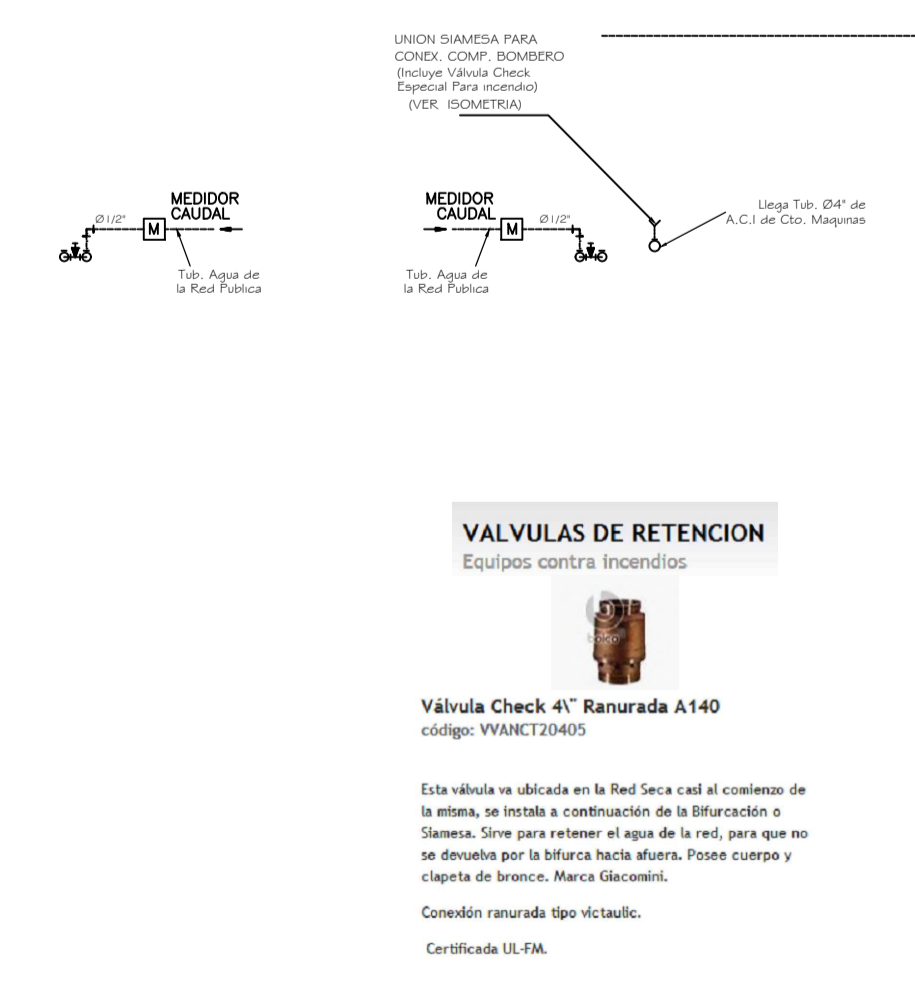 UNION SIAMESA PARA
CONEX. COMP. BOMBERO
(Incluye Válvula Check
Especial Para incendio)
(VER ISOMETRIA)
MEDIDOR
CAUDAL
Ø1/2"
M
Tub. Agua de
la Red Publica
MEDIDOR
CAUDAL
M
Ø1/2"
Tub. Agua de
la Red Publica
Llega Tub. Ø4" de
A.C.I de Cto. Maquinas
VALVULAS DE RETENCION
Equipos contra incendios
bolco
Válvula Check 4\" Ranurada A140
código: VVANCT20405
Esta válvula va ubicada en la Red Seca casi al comienzo de
la misma, se instala a continuación de la Bifurcación o
Siamesa. Sirve para retener el agua de la red, para que no
se devuelva por la bifurca hacia afuera. Posee cuerpo y
clapeta de bronce. Marca Giacomini.
Conexión ranurada tipo victaulic.
Certificada UL-FM.